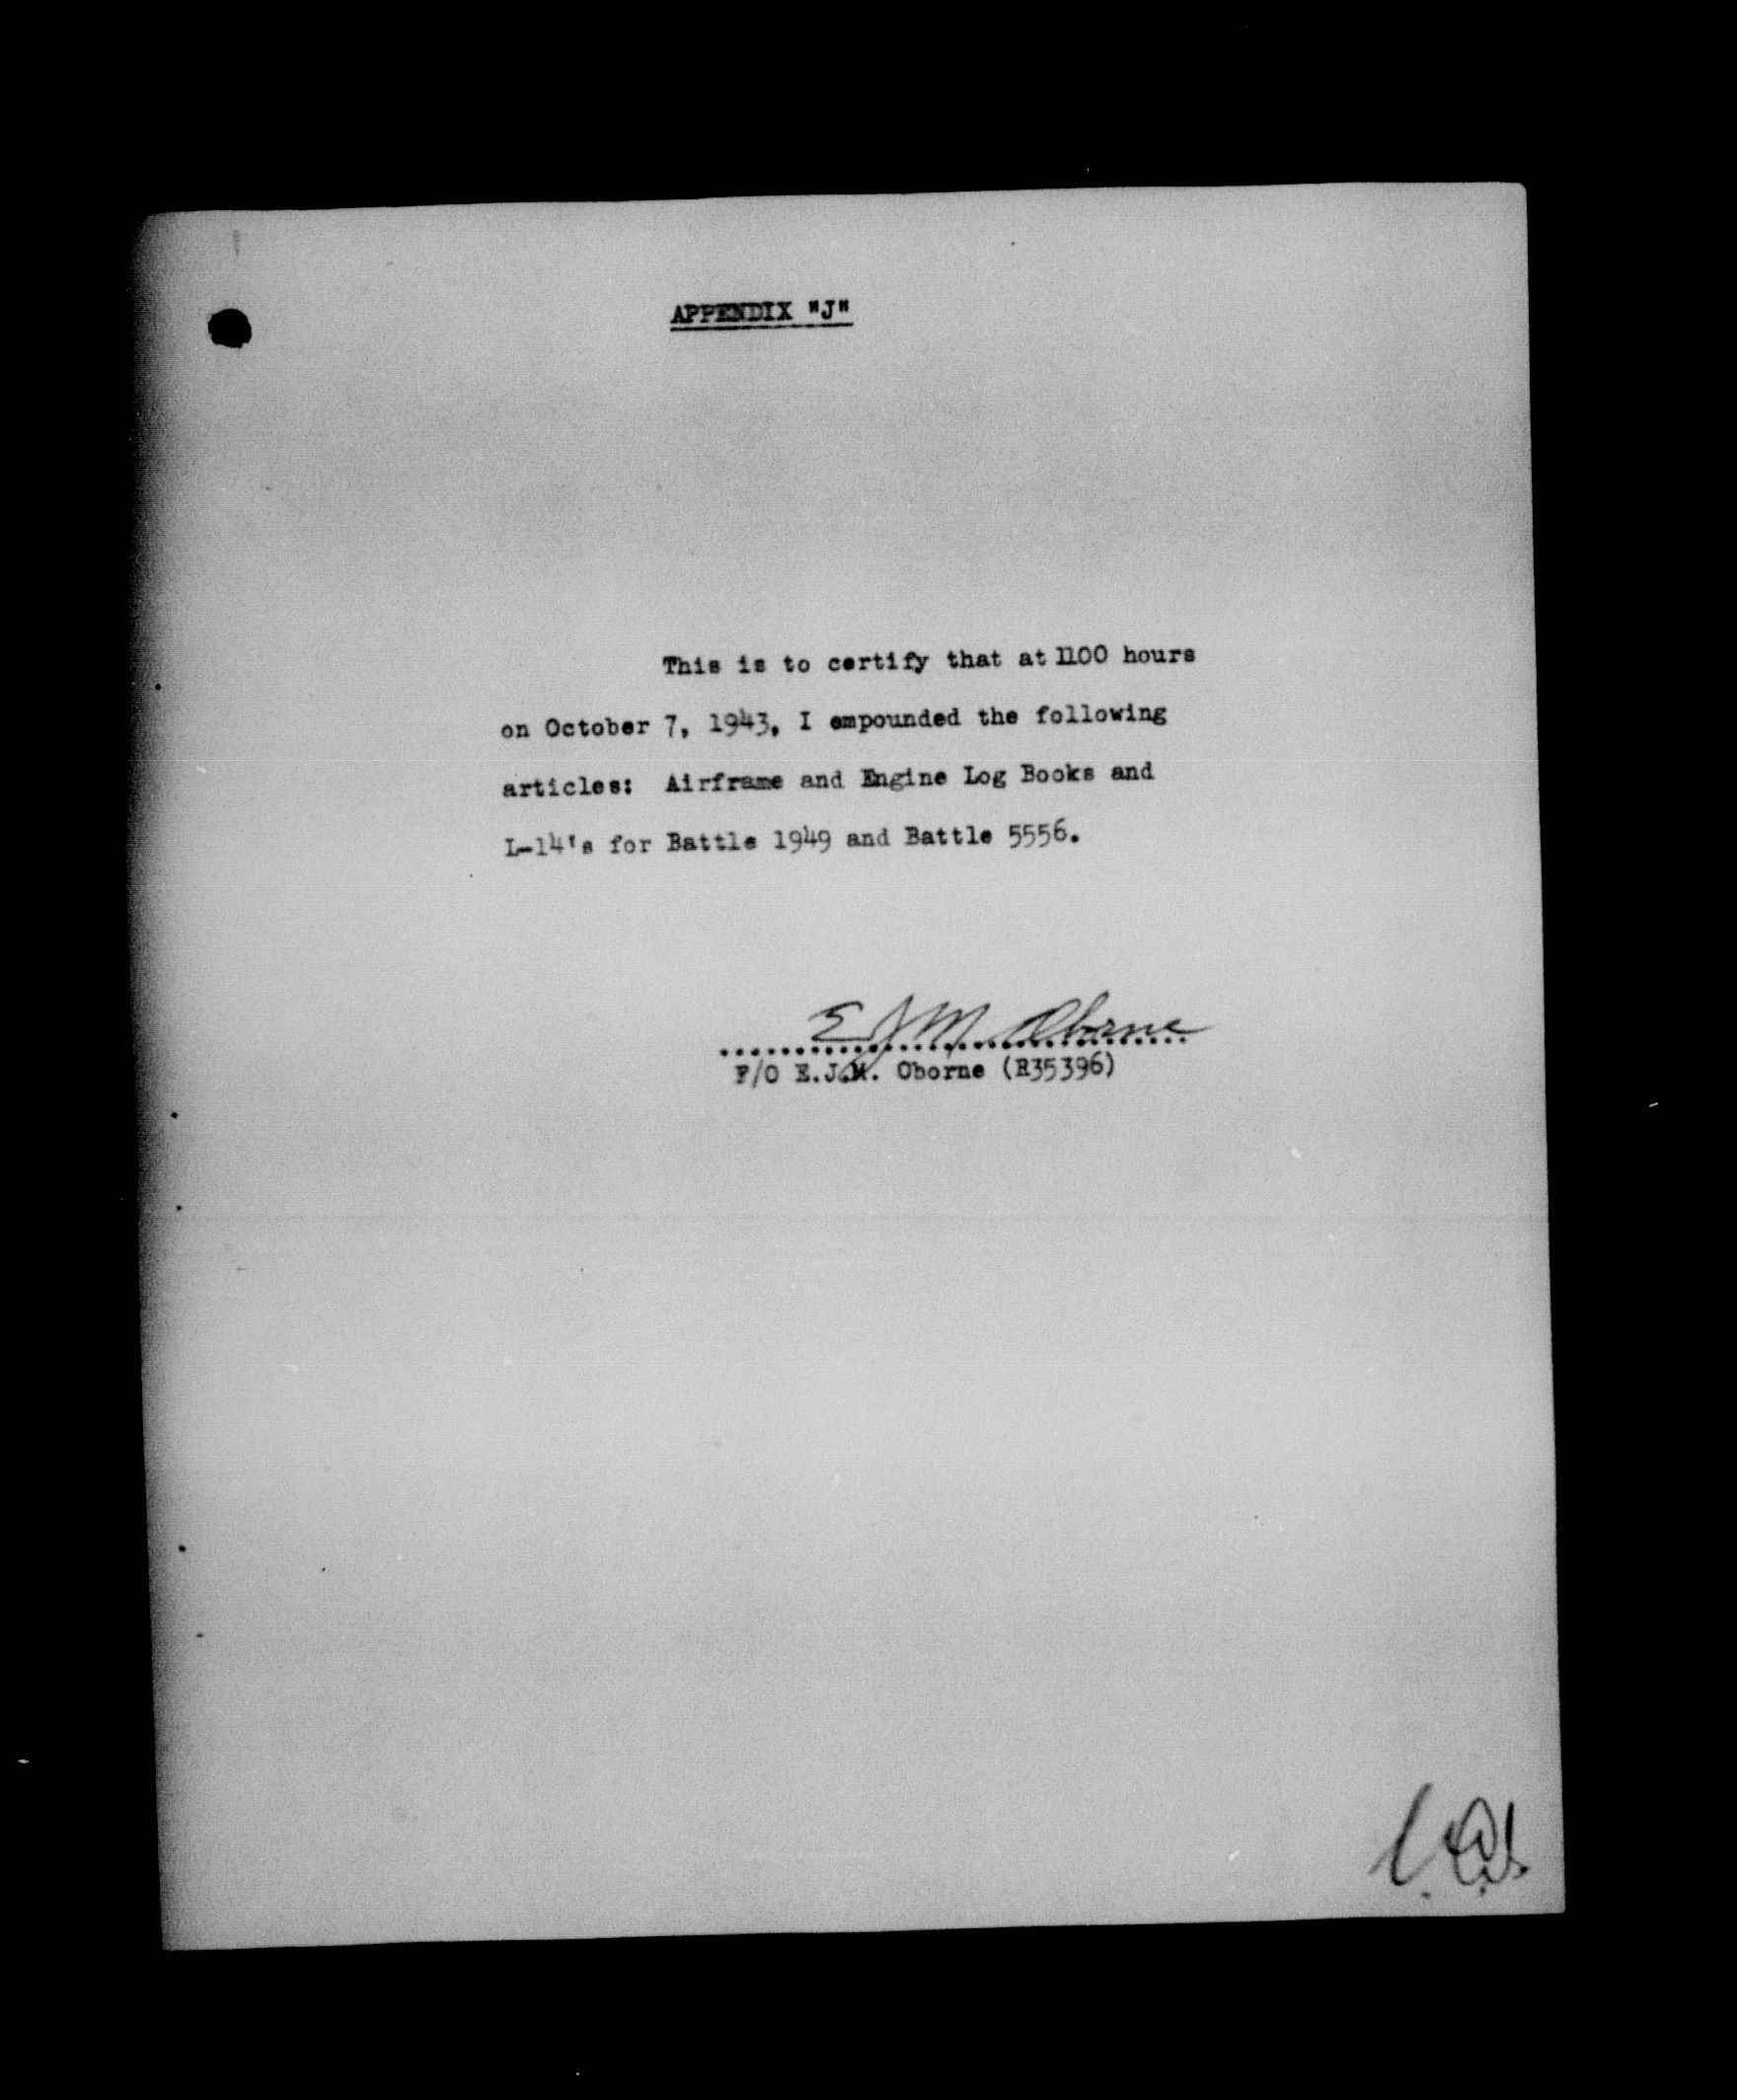 APPENDIX "J"
This is to certify that at 1100 hours
on October 7, 1943, I empounded the following
articles: Airframe and Engine Log Books and
L-14's for Battle 1949 and Battle 5556.
E J M Oborne
..............................
F/O E.J.M. Oborne (R35396)